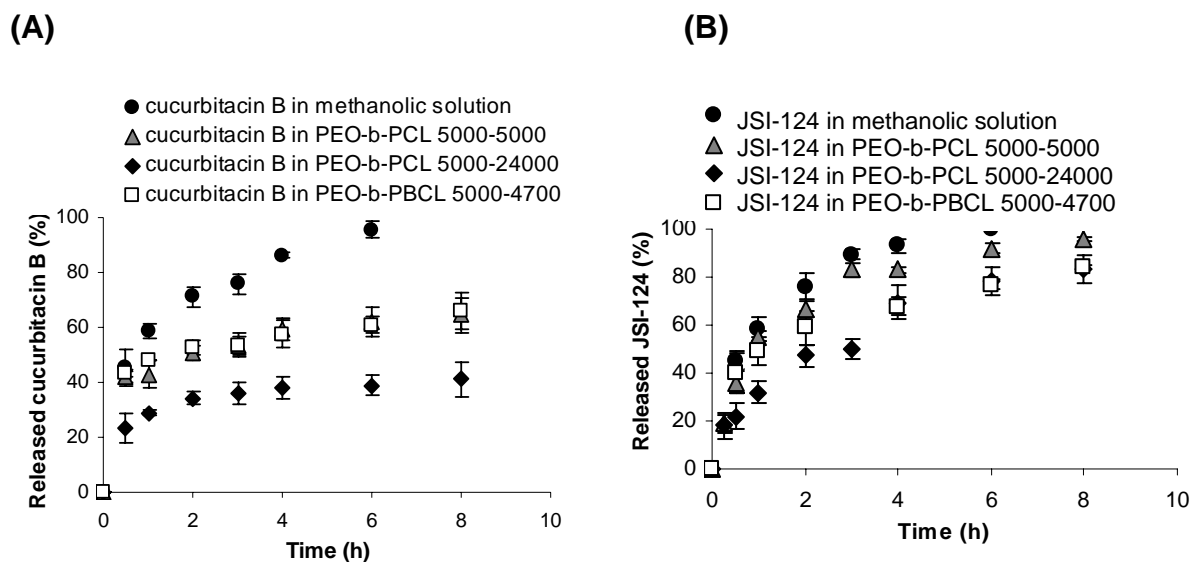 (A)
cucurbitacin B in methanolic solution
cucurbitacin B in PEO-b-PCL 5000-5000
cucurbitacin B in PEO-b-PCL 5000-24000
cucurbitacin B in PEO-b-PBCL 5000-4700
Released cucurbitacin B (%)
100
80
60
40
20
0
0
2
4
6
8
10
Time (h)
(B)
JSI-124 in methanolic solution
JSI-124 in PEO-b-PCL 5000-5000
JSI-124 in PEO-b-PCL 5000-24000
JSI-124 in PEO-b-PBCL 5000-4700
Released JSI-124 (%)
100
80
60
40
20
0
0
2
4
6
8
10
Time (h)